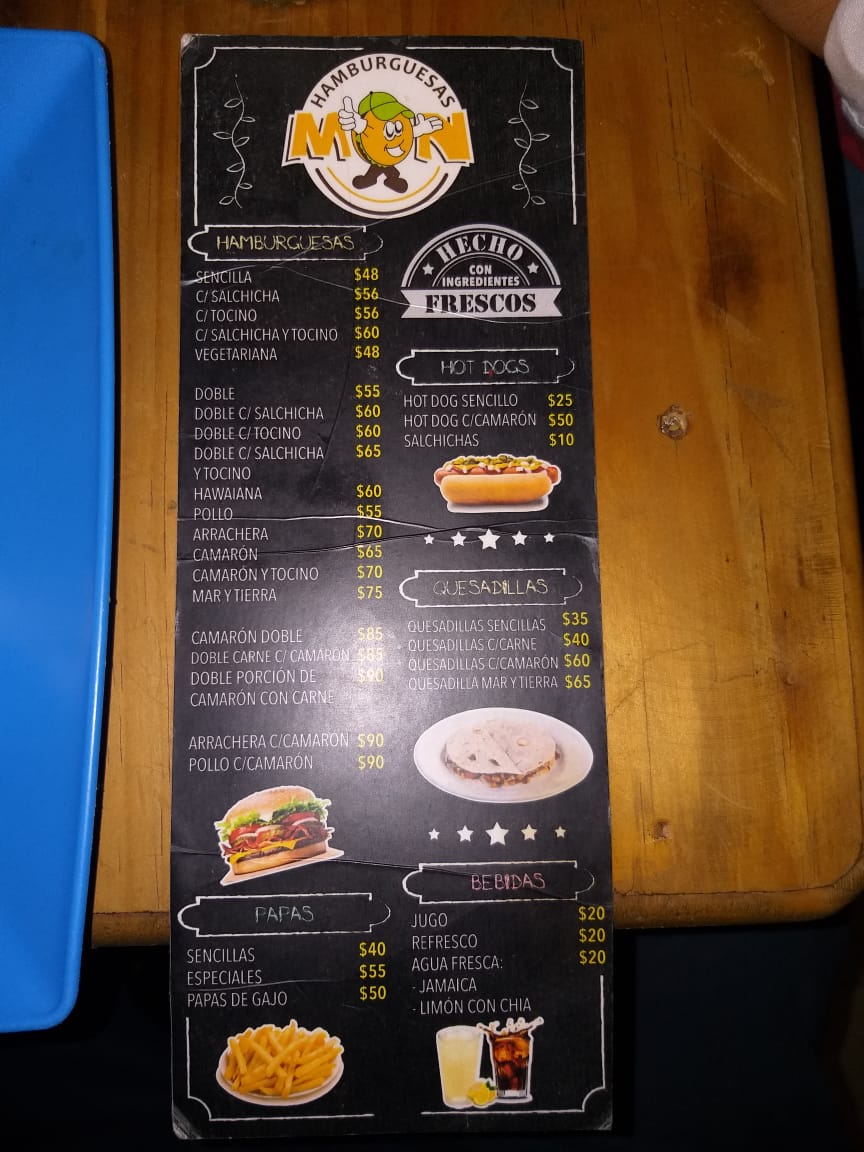 HAMBURGUESAS
MON
HAMBURGUESAS
SENCILLA $48
C/ SALCHICHA $56
C/ TOCINO $56
C/ SALCHICHA Y TOCINO $60
VEGETARIANA $48
DOBLE $55
DOBLE C/ SALCHICHA $60
DOBLE C/ TOCINO $60
DOBLE C/ SALCHICHA $65
Y TOCINO
HAWAIANA $60
POLLO $55
ARRACHERA $70
CAMARÓN $65
CAMARÓN Y TOCINO $70
MAR Y TIERRA $75
CAMARÓN DOBLE $85
DOBLE CARNE C/ CAMARÓN $85
DOBLE PORCIÓN DE $90
CAMARÓN CON CARNE
ARRACHERA C/CAMARÓN $90
POLLO C/CAMARÓN $90
PAPAS
SENCILLAS $40
ESPECIALES $55
PAPAS DE GAJO $50
HECHO
CON
INGREDIENTES
FRESCOS
HOT DOGS
HOT DOG SENCILLO $25
HOT DOG C/CAMARÓN $50
SALCHICHAS $10
QUESADILLAS
QUESADILLAS SENCILLAS $35
QUESADILLAS C/CARNE $40
QUESADILLAS C/CAMARÓN $60
QUESADILLA MAR Y TIERRA $65
BEBIDAS
JUGO $20
REFRESCO $20
AGUA FRESCA: $20
- JAMAICA
- LIMÓN CON CHIA